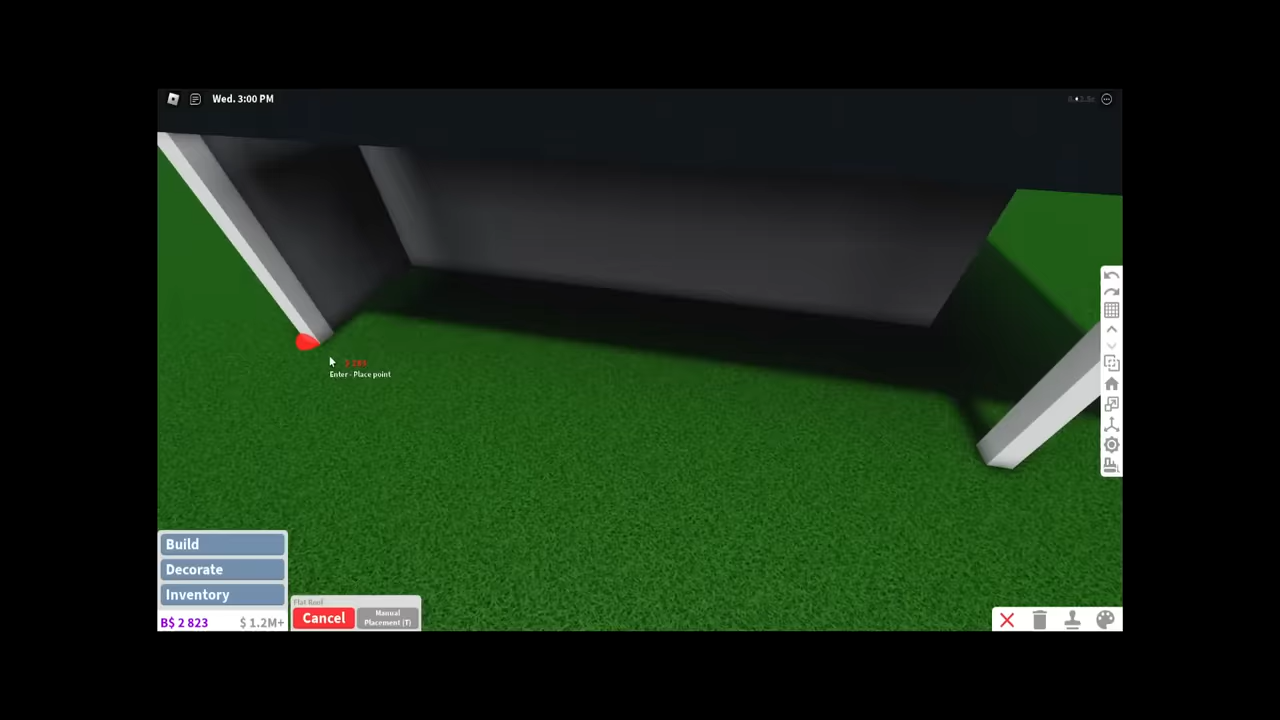 Wed. 3:00 PM
Enter - Place point
Build
Decorate
Inventory
B$ 2 823
$ 1.2M+
Flat Roof
Cancel
Manual
Placement (T)